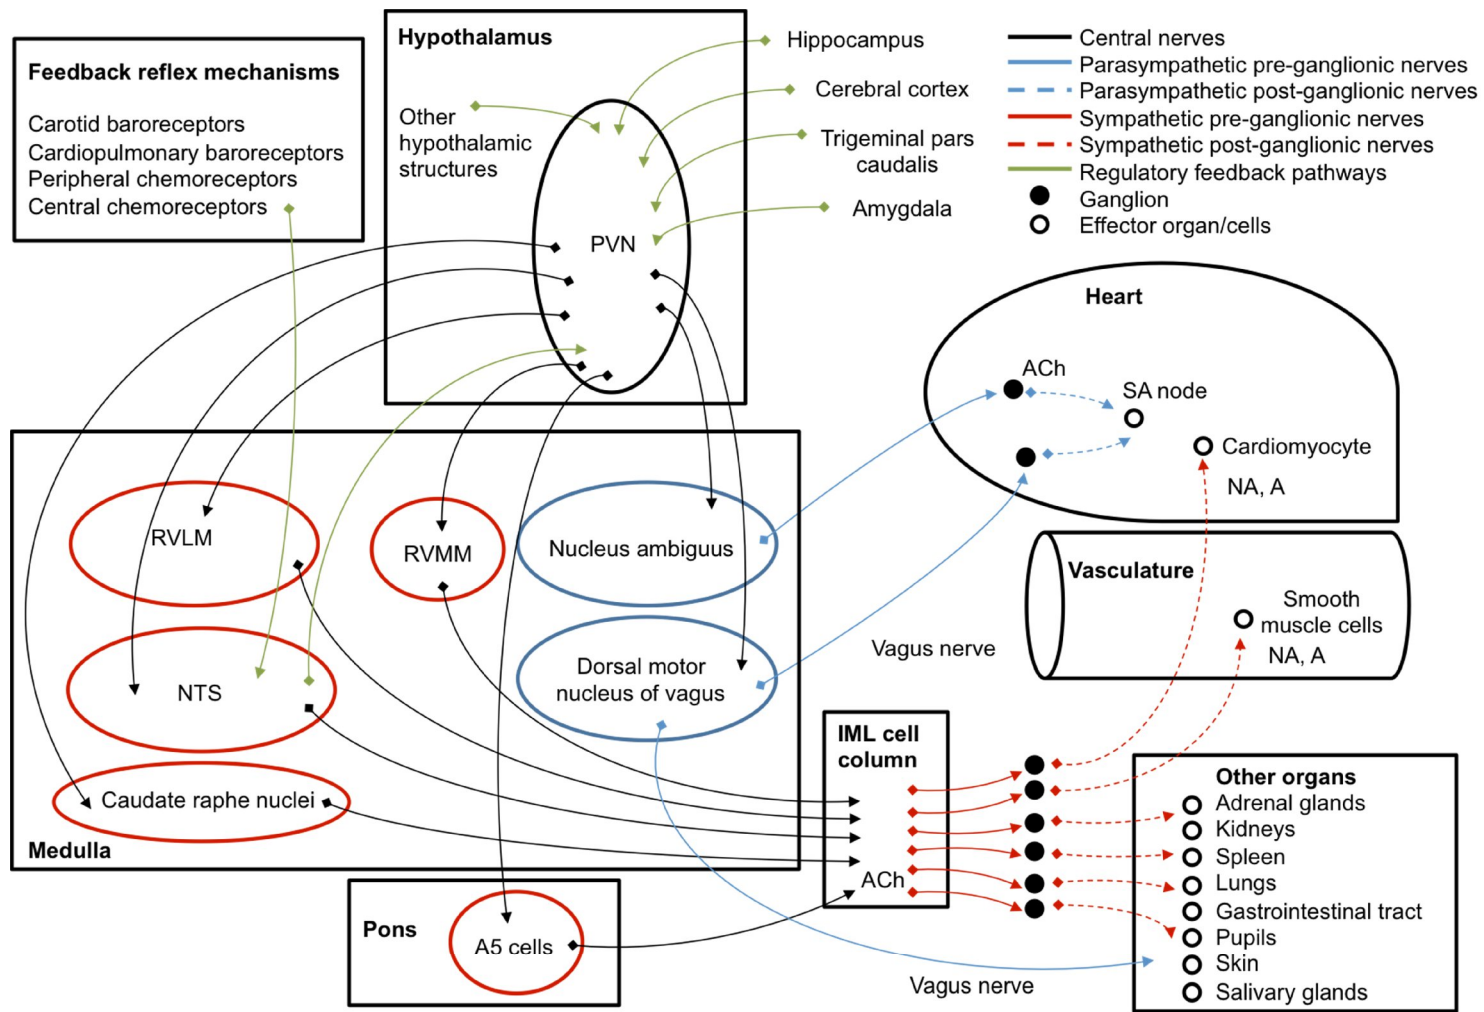 Feedback reflex mechanisms
Carotid baroreceptors
Cardiopulmonary baroreceptors
Peripheral chemoreceptors
Central chemoreceptors
Hypothalamus
Other
hypothalamic
structures
PVN
Hippocampus
Cerebral cortex
Trigeminal pars
caudalis
Amygdala
Central nerves
Parasympathetic pre-ganglionic nerves
Parasympathetic post-ganglionic nerves
Sympathetic pre-ganglionic nerves
Sympathetic post-ganglionic nerves
Regulatory feedback pathways
Ganglion
Effector organ/cells
Heart
ACh
SA node
Cardiomyocyte
NA, A
Vasculature
Smooth
muscle cells
NA, A
RVLM
RVMM
Nucleus ambiguus
NTS
Dorsal motor
nucleus of vagus
Caudate raphe nuclei
Medulla
Vagus nerve
IML cell
column
ACh
Pons
A5 cells
Vagus nerve
Other organs
Adrenal glands
Kidneys
Spleen
Lungs
Gastrointestinal tract
Pupils
Skin
Salivary glands